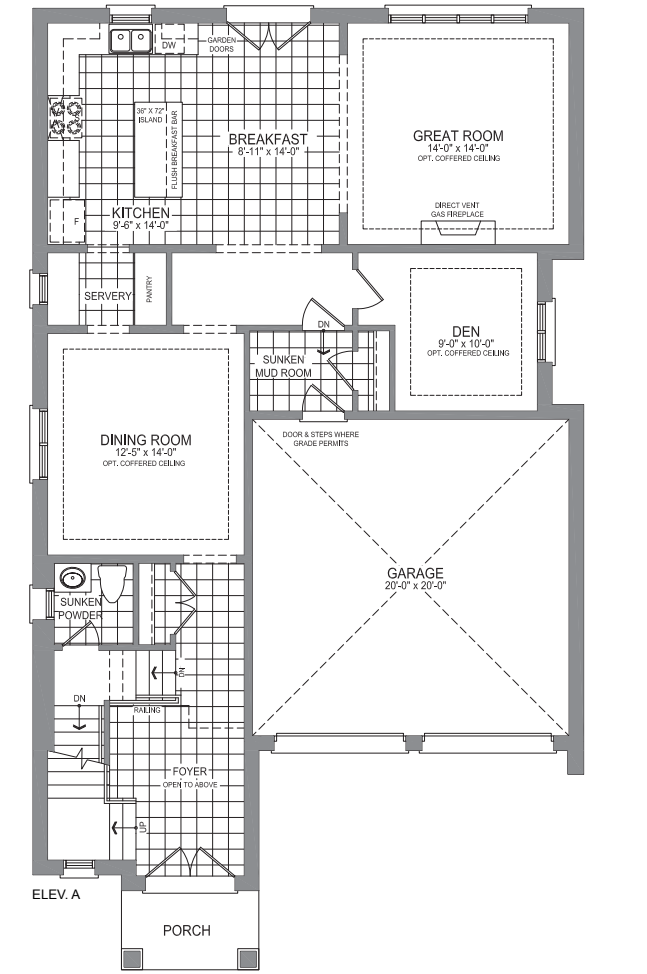 DW
GARDEN
DOORS
36" X 72"
ISLAND
FLUSH BREAKFAST BAR
BREAKFAST
8'-11" x 14'-0"
GREAT ROOM
14'-0" x 14'-0"
OPT. COFFERED CEILING
DIRECT VENT
GAS FIREPLACE
KITCHEN
9'-6" x 14'-0"
F
SERVERY
PANTRY
DN
SUNKEN
MUD ROOM
DEN
9'-0" x 10'-0"
OPT. COFFERED CEILING
DOOR & STEPS WHERE
GRADE PERMITS
DINING ROOM
12'-5" x 14'-0"
OPT. COFFERED CEILING
GARAGE
20'-0" x 20'-0"
SUNKEN
POWDER
DN
DN
RAILING
FOYER
OPEN TO ABOVE
UP
ELEV. A
PORCH